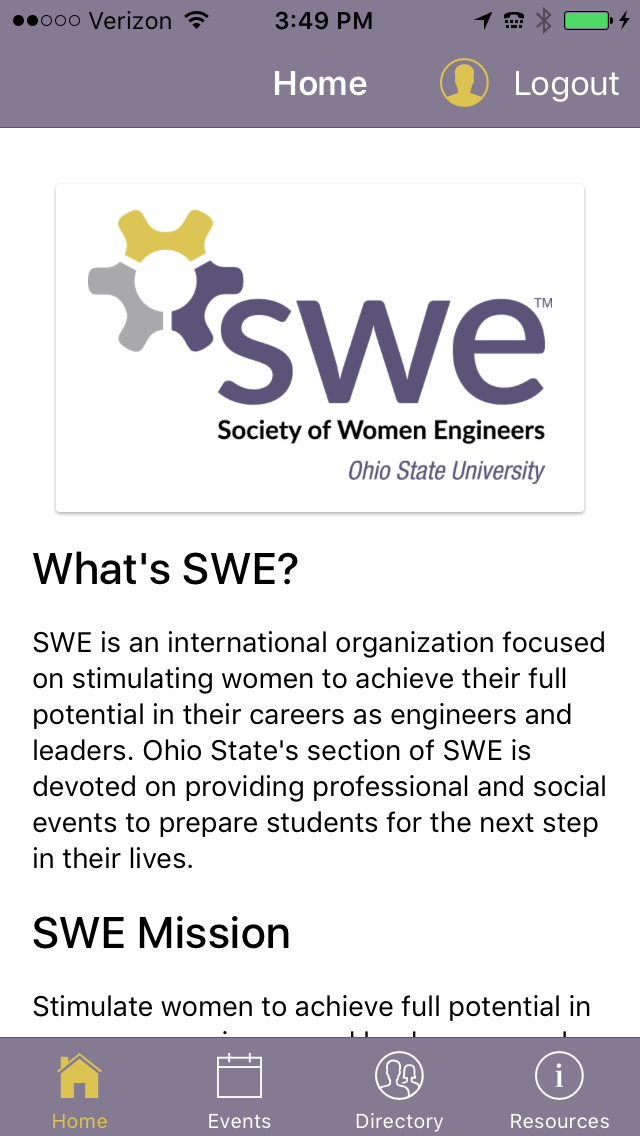 Verizon 3:49 PM
Home Logout
swe™
Society of Women Engineers
Ohio State University
What's SWE?
SWE is an international organization focused
on stimulating women to achieve their full
potential in their careers as engineers and
leaders. Ohio State's section of SWE is
devoted on providing professional and social
events to prepare students for the next step
in their lives.
SWE Mission
Stimulate women to achieve full potential in
Home Events Directory Resources